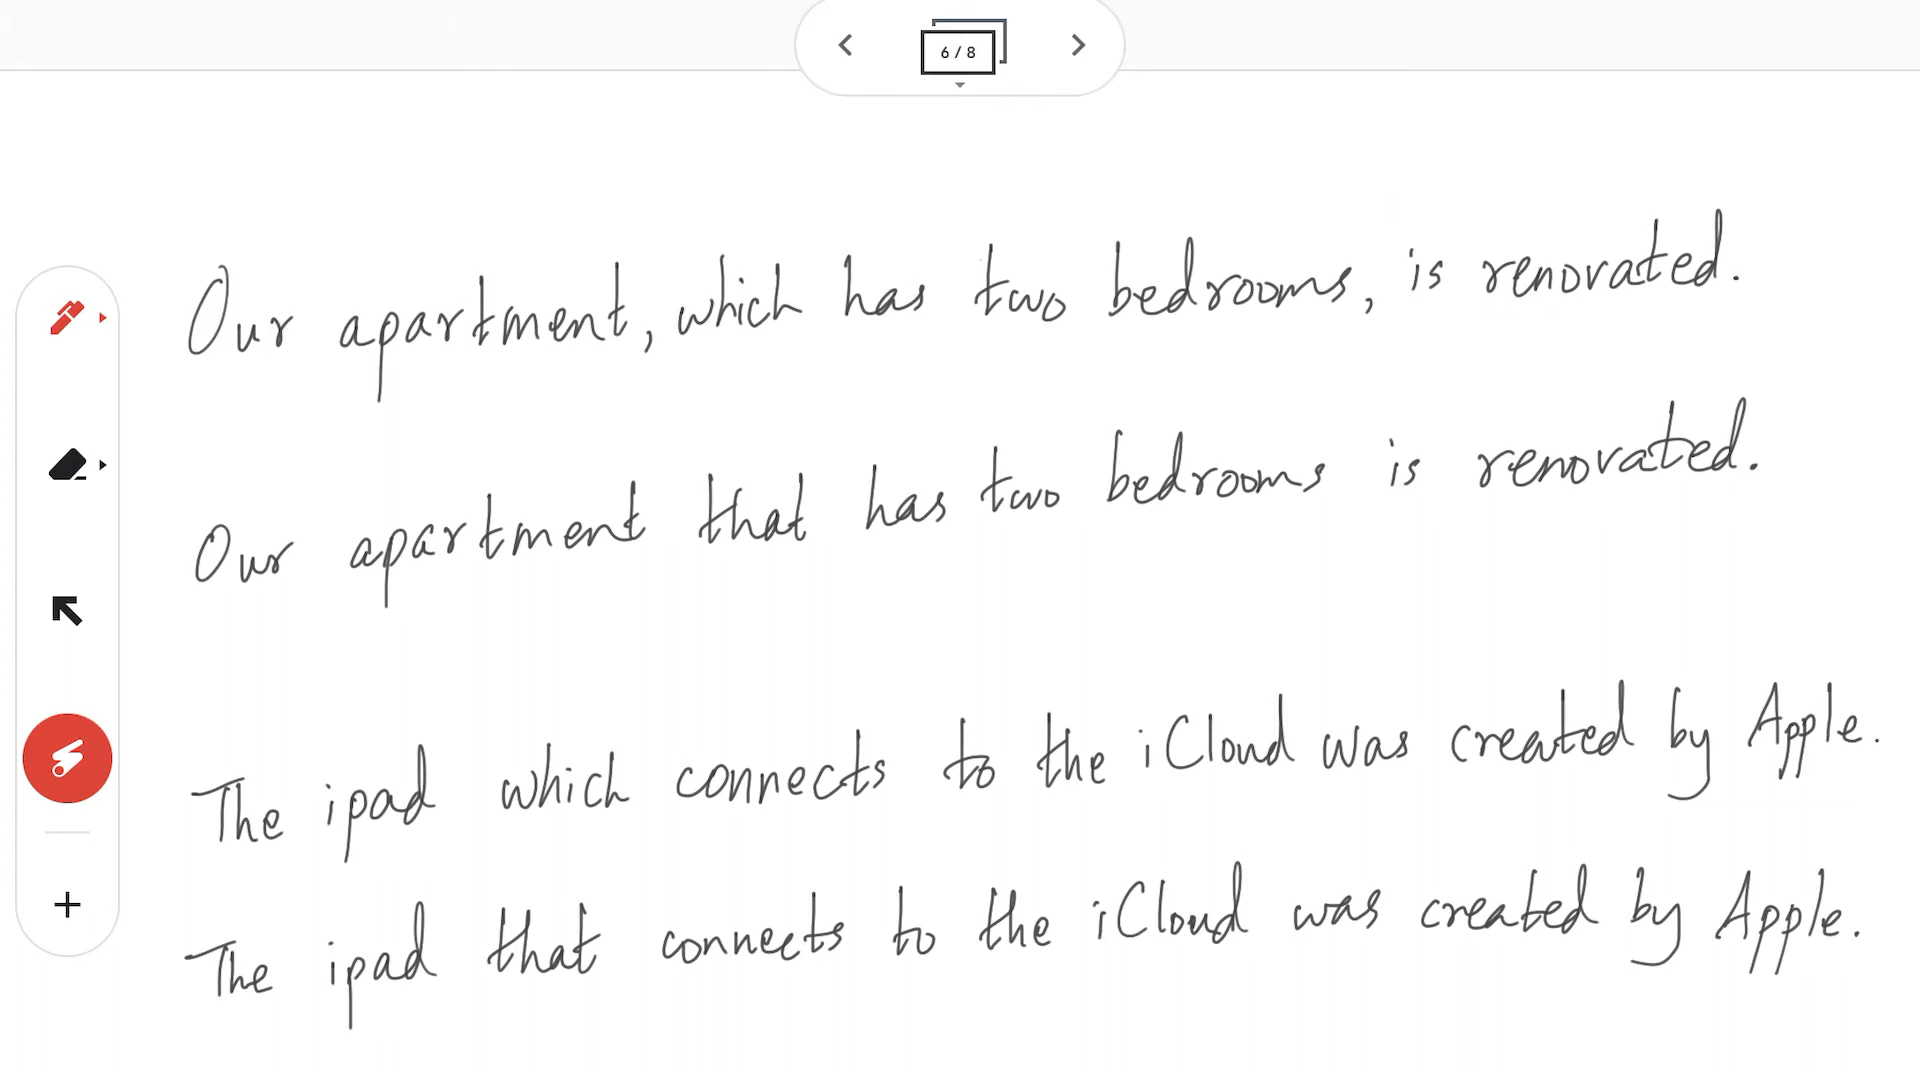 6 / 8
Our apartment, which has two bedrooms, is renovated.
Our apartment that has two bedrooms is renovated.
The ipad which connects to the iCloud was created by Apple.
The ipad that connects to the iCloud was created by Apple.